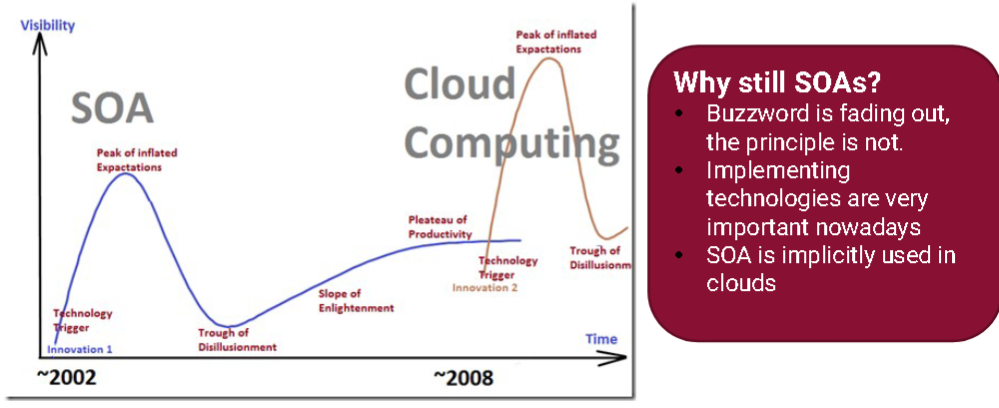 Visibility
SOA
Peak of inflated
Expactations
Technology
Trigger
Innovation 1
Trough of
Disillusionment
Slope of
Enlightenment
Pleateau of
Productivity
Cloud
Computing
Peak of inflated
Expactations
Technology
Trigger
Innovation 2
Trough of
Disillusionm
Time
~2002
~2008
Why still SOAs?
• Buzzword is fading out,
the principle is not.
• Implementing
technologies are very
important nowadays
• SOA is implicitly used in
clouds